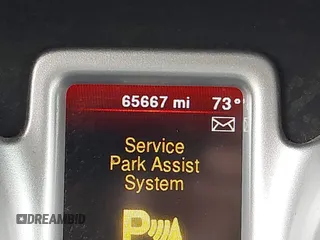 65667 mi 73°
Service
Park Assist
System
P
DREAMBID